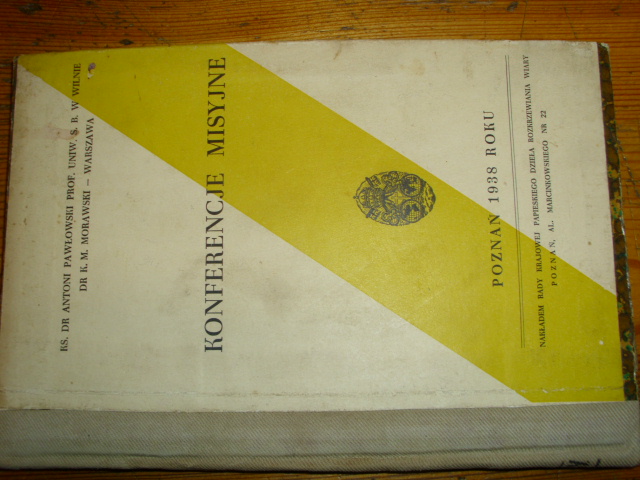 KS. DR ANTONI PAWŁOWSKI PROF. UNIW. S. B. W WILNIE
DR K. M. MORAWSKI — WARSZAWA
KONFERENCJE MISYJNE
POZNAŃ 1938 ROKU
NAKŁADEM RADY KRAJOWEJ PAPIESKIEGO DZIEŁA ROZKRZEWIANIA WIARY
POZNAŃ, AL. MARCINKOWSKIEGO NR 22